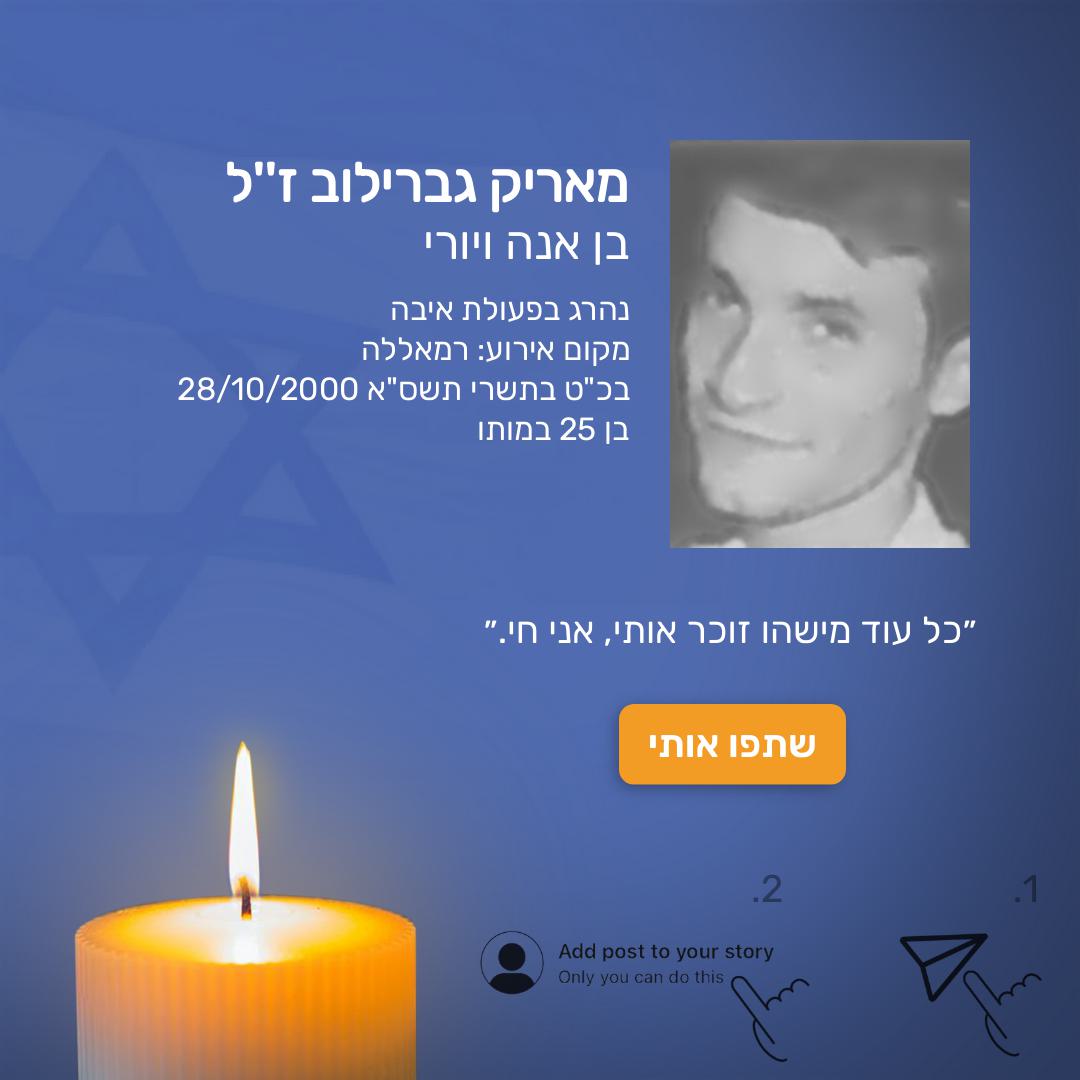 מאריק גברילוב ז"ל
בן אנה ויורי
נהרג בפעולת איבה
מקום אירוע: רמאללה
בכ"ט בתשרי תשס"א 28/10/2000
בן 25 במותו
״כל עוד מישהו זוכר אותי, אני חי.״
שתפו אותי
1.
2.
Add post to your story
Only you can do this